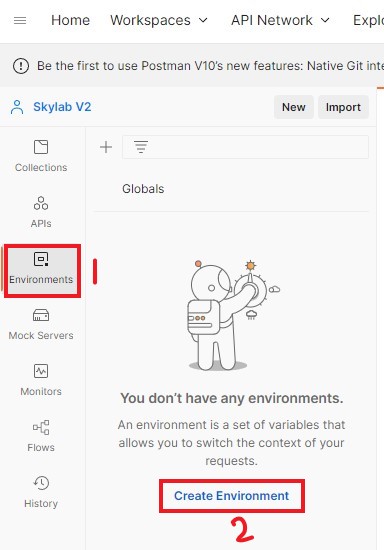 Home Workspaces API Network Explo
Be the first to use Postman V10's new features: Native Git inte
Skylab V2 New Import
Collections
Globals
APIs
Environments 1
Mock Servers
Monitors
You don't have any environments.
An environment is a set of variables that
allows you to switch the context of your
requests.
Flows
Create Environment
History
2